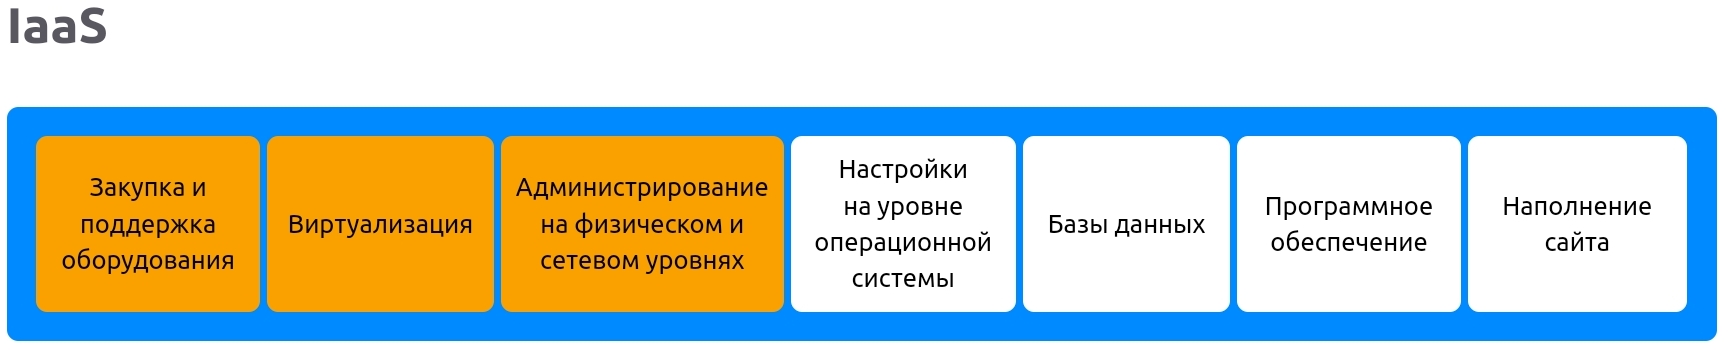 IaaS
Закупка и
поддержка
оборудования
Виртуализация
Администрирование
на физическом и
сетевом уровнях
Настройки
на уровне
операционной
системы
Базы данных
Программное
обеспечение
Наполнение
сайта